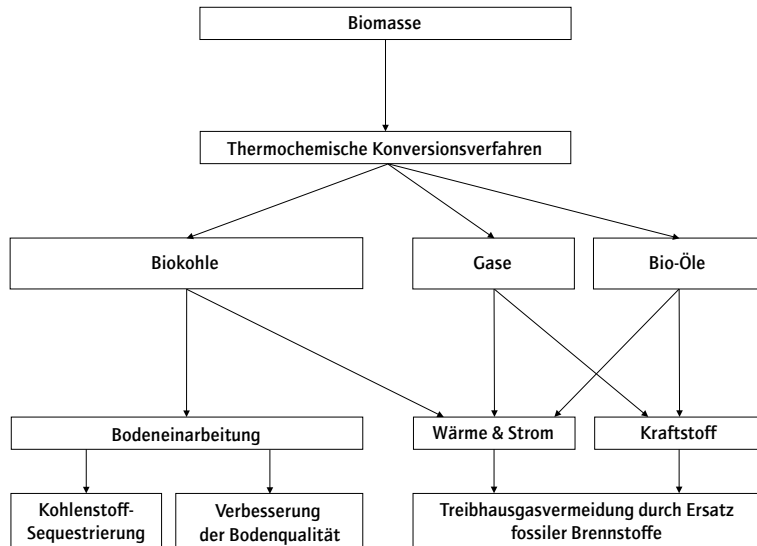 Biomasse
Thermochemische Konversionsverfahren
Biokohle
Gase
Bio-Öle
Bodeneinarbeitung
Wärme & Strom
Kraftstoff
Kohlenstoff-
Sequestrierung
Verbesserung
der Bodenqualität
Treibhausgasvermeidung durch Ersatz
fossiler Brennstoffe